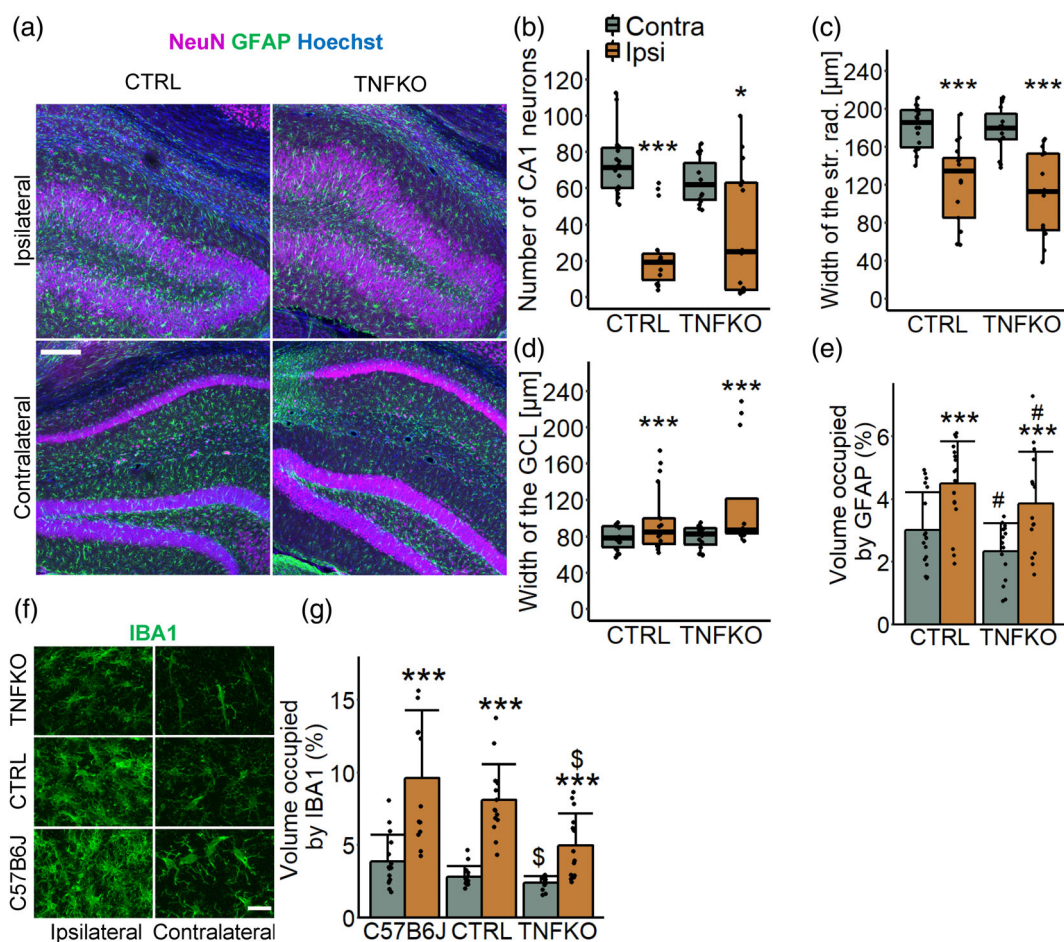 (a)
NeuN GFAP Hoechst
CTRL
TNFKO
Ipsilateral
Contralateral
(b)
Contra
Ipsi
Number of CA1 neurons
120
100
80
60
40
20
0
***
*
CTRL TNFKO
(c)
Width of the str. rad. [µm]
240
200
160
120
80
40
0
***
***
CTRL TNFKO
(d)
Width of the GCL [µm]
240
200
160
120
80
40
0
***
***
CTRL TNFKO
(e)
Volume occupied
by GFAP (%)
6
4
2
0
***
#
#
***
CTRL TNFKO
(f)
IBA1
TNFKO
CTRL
C57B6J
Ipsilateral Contralateral
(g)
Volume occupied
by IBA1 (%)
15
10
5
0
***
***
$
$
***
C57B6J CTRL TNFKO